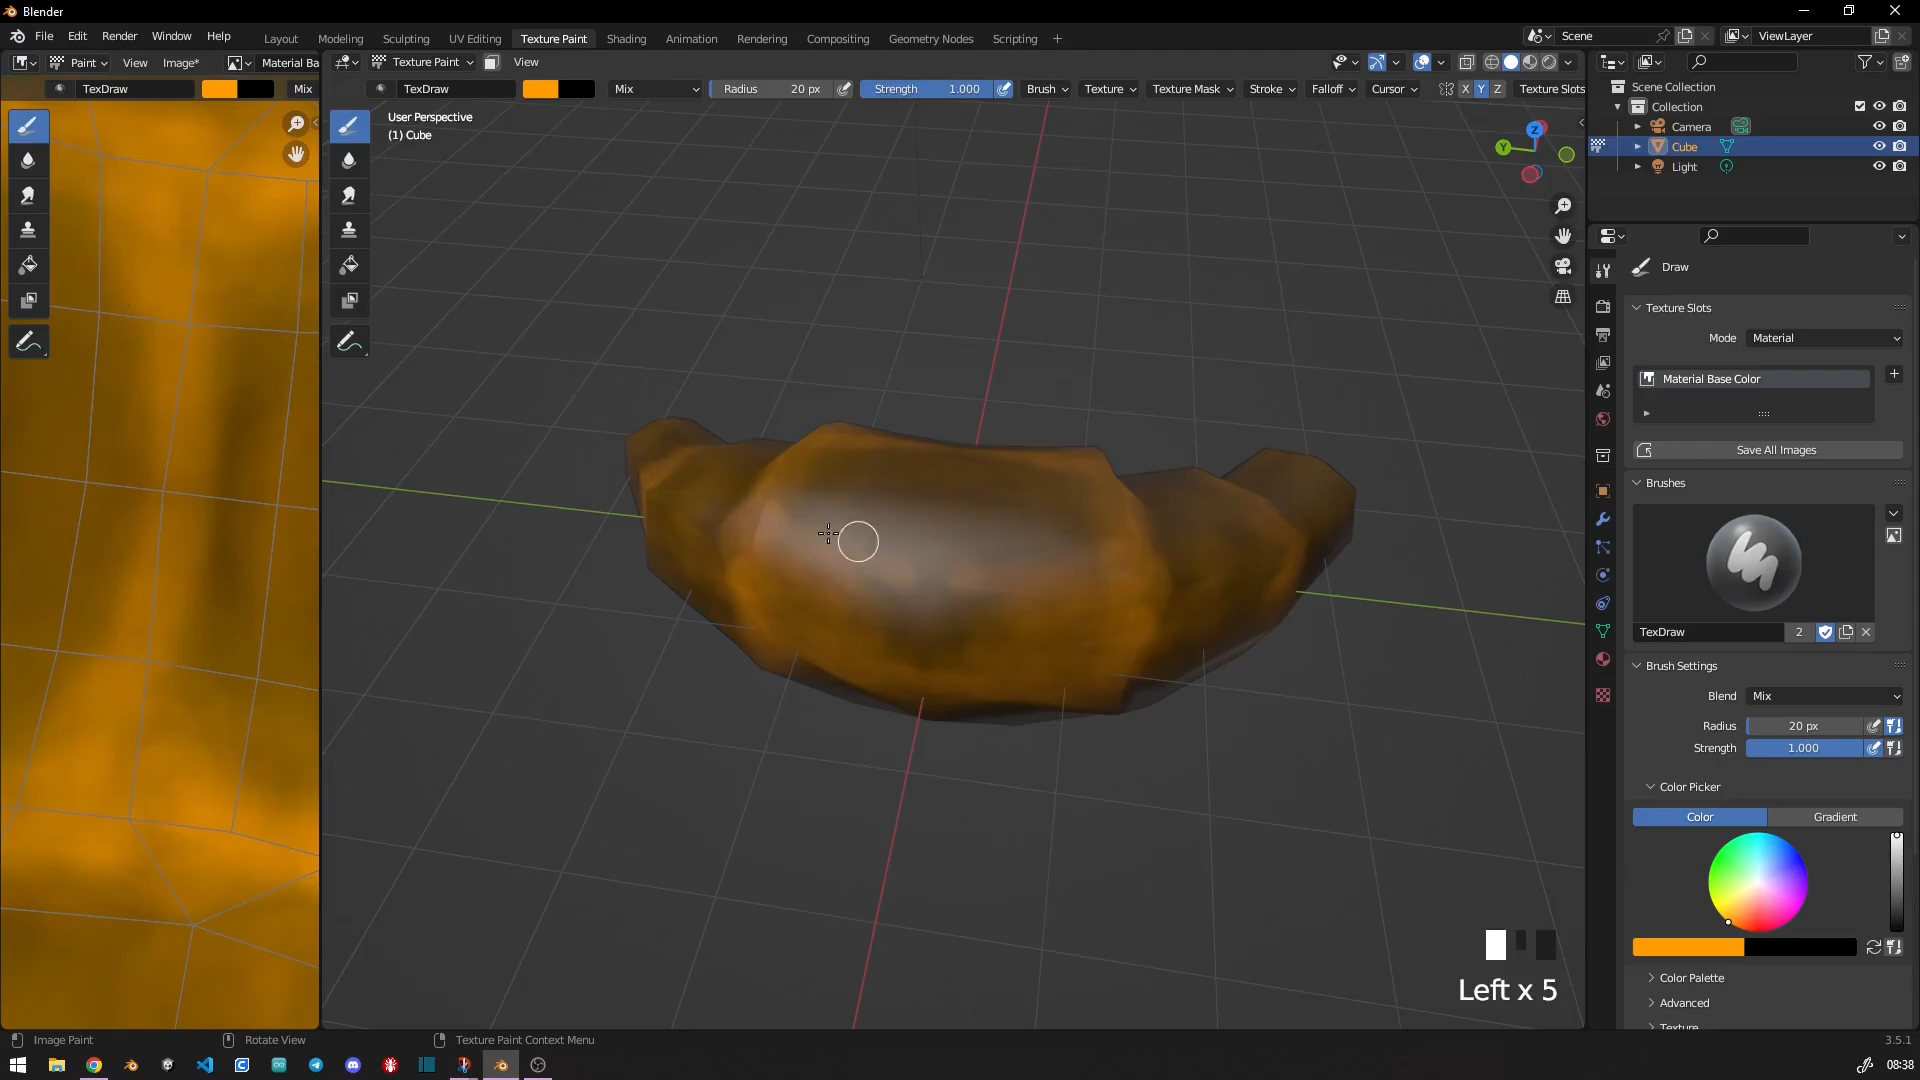 Blender
File Edit Render Window Help
Layout Modeling Sculpting UV Editing Texture Paint Shading Animation Rendering Compositing Geometry Nodes Scripting +
Scene
ViewLayer
Paint View Image* Material Ba
Texture Paint View
TexDraw Mix
TexDraw Mix Radius 20 px Strength 1.000 Brush Texture Texture Mask Stroke Falloff Cursor X Y Z Texture Slots
User Perspective
(1) Cube
Z
Y
Scene Collection
Collection
Camera
Cube
Light
Draw
Texture Slots
Mode Material
Material Base Color
Save All Images
Brushes
TexDraw 2
Brush Settings
Blend Mix
Radius 20 px
Strength 1.000
Color Picker
Color Gradient
Color Palette
Advanced
Texture
Left x 5
Image Paint Rotate View Texture Paint Context Menu 3.5.1
08:38